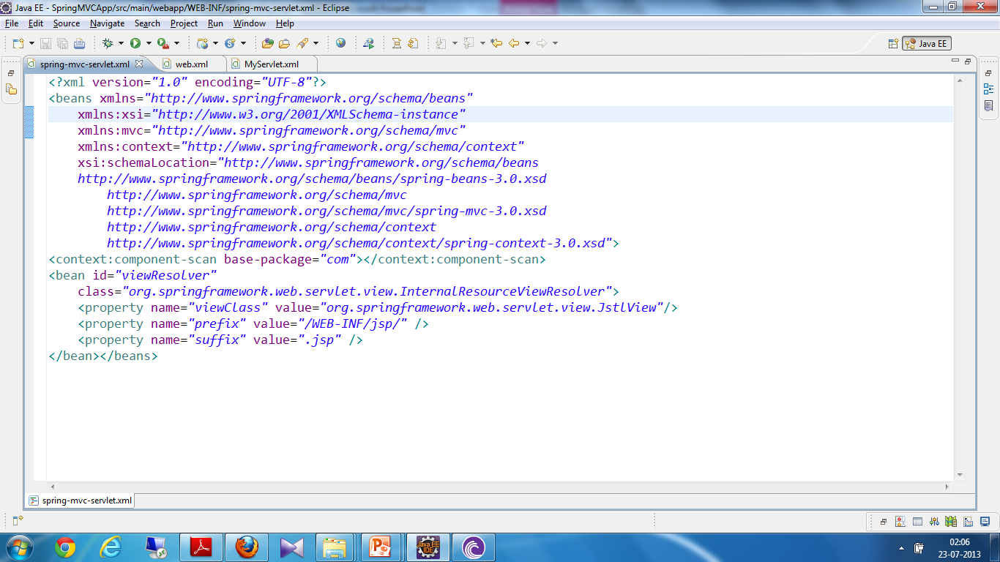 Java EE - SpringMVCApp/src/main/webapp/WEB-INF/spring-mvc-servlet.xml - Eclipse
File Edit Source Navigate Search Project Run Window Help
Java EE
spring-mvc-servlet.xml web.xml MyServlet.xml
<?xml version="1.0" encoding="UTF-8"?>
<beans xmlns="http://www.springframework.org/schema/beans"
xmlns:xsi="http://www.w3.org/2001/XMLSchema-instance"
xmlns:mvc="http://www.springframework.org/schema/mvc"
xmlns:context="http://www.springframework.org/schema/context"
xsi:schemaLocation="http://www.springframework.org/schema/beans
http://www.springframework.org/schema/beans/spring-beans-3.0.xsd
http://www.springframework.org/schema/mvc
http://www.springframework.org/schema/mvc/spring-mvc-3.0.xsd
http://www.springframework.org/schema/context
http://www.springframework.org/schema/context/spring-context-3.0.xsd">
<context:component-scan base-package="com"></context:component-scan>
<bean id="viewResolver"
class="org.springframework.web.servlet.view.InternalResourceViewResolver">
<property name="viewClass" value="org.springframework.web.servlet.view.JstlView"/>
<property name="prefix" value="/WEB-INF/jsp/" />
<property name="suffix" value=".jsp" />
</bean></beans>
spring-mvc-servlet.xml
Java EE
IDE
02:06
23-07-2013